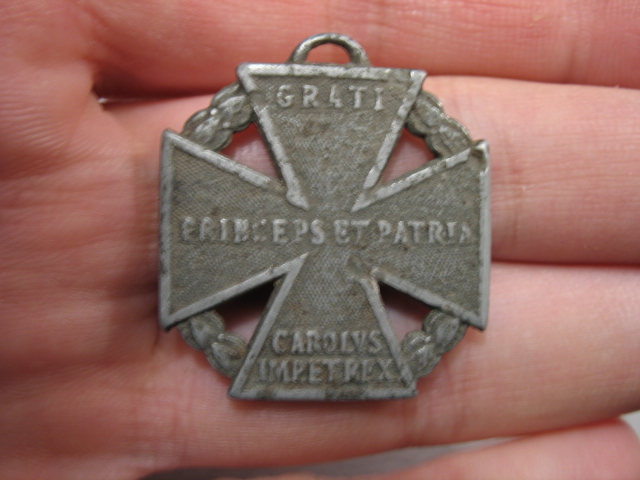 GRATI
PRINCEPS ET PATRIA
CAROLVS
IMP ET REX